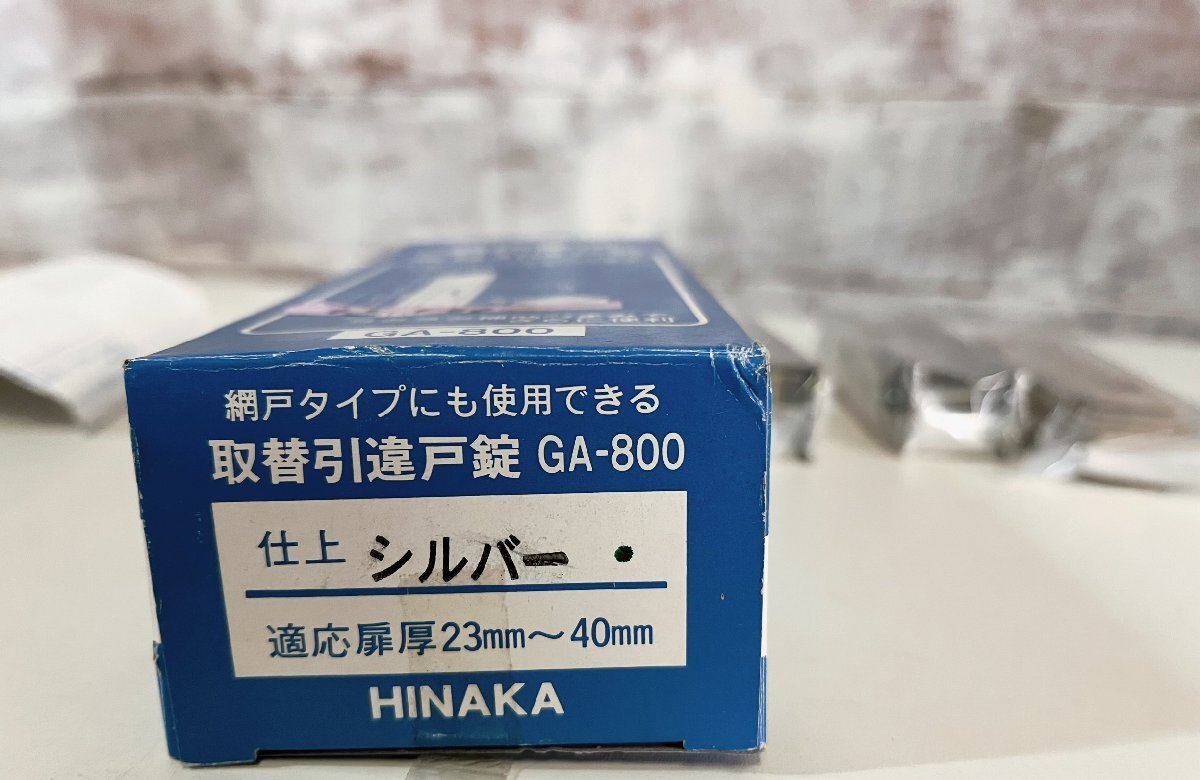 GA-800
網戸タイプにも使用できる
取替引違戸錠 GA-800
仕上 シルバー
適応扉厚23mm～40mm
HINAKA